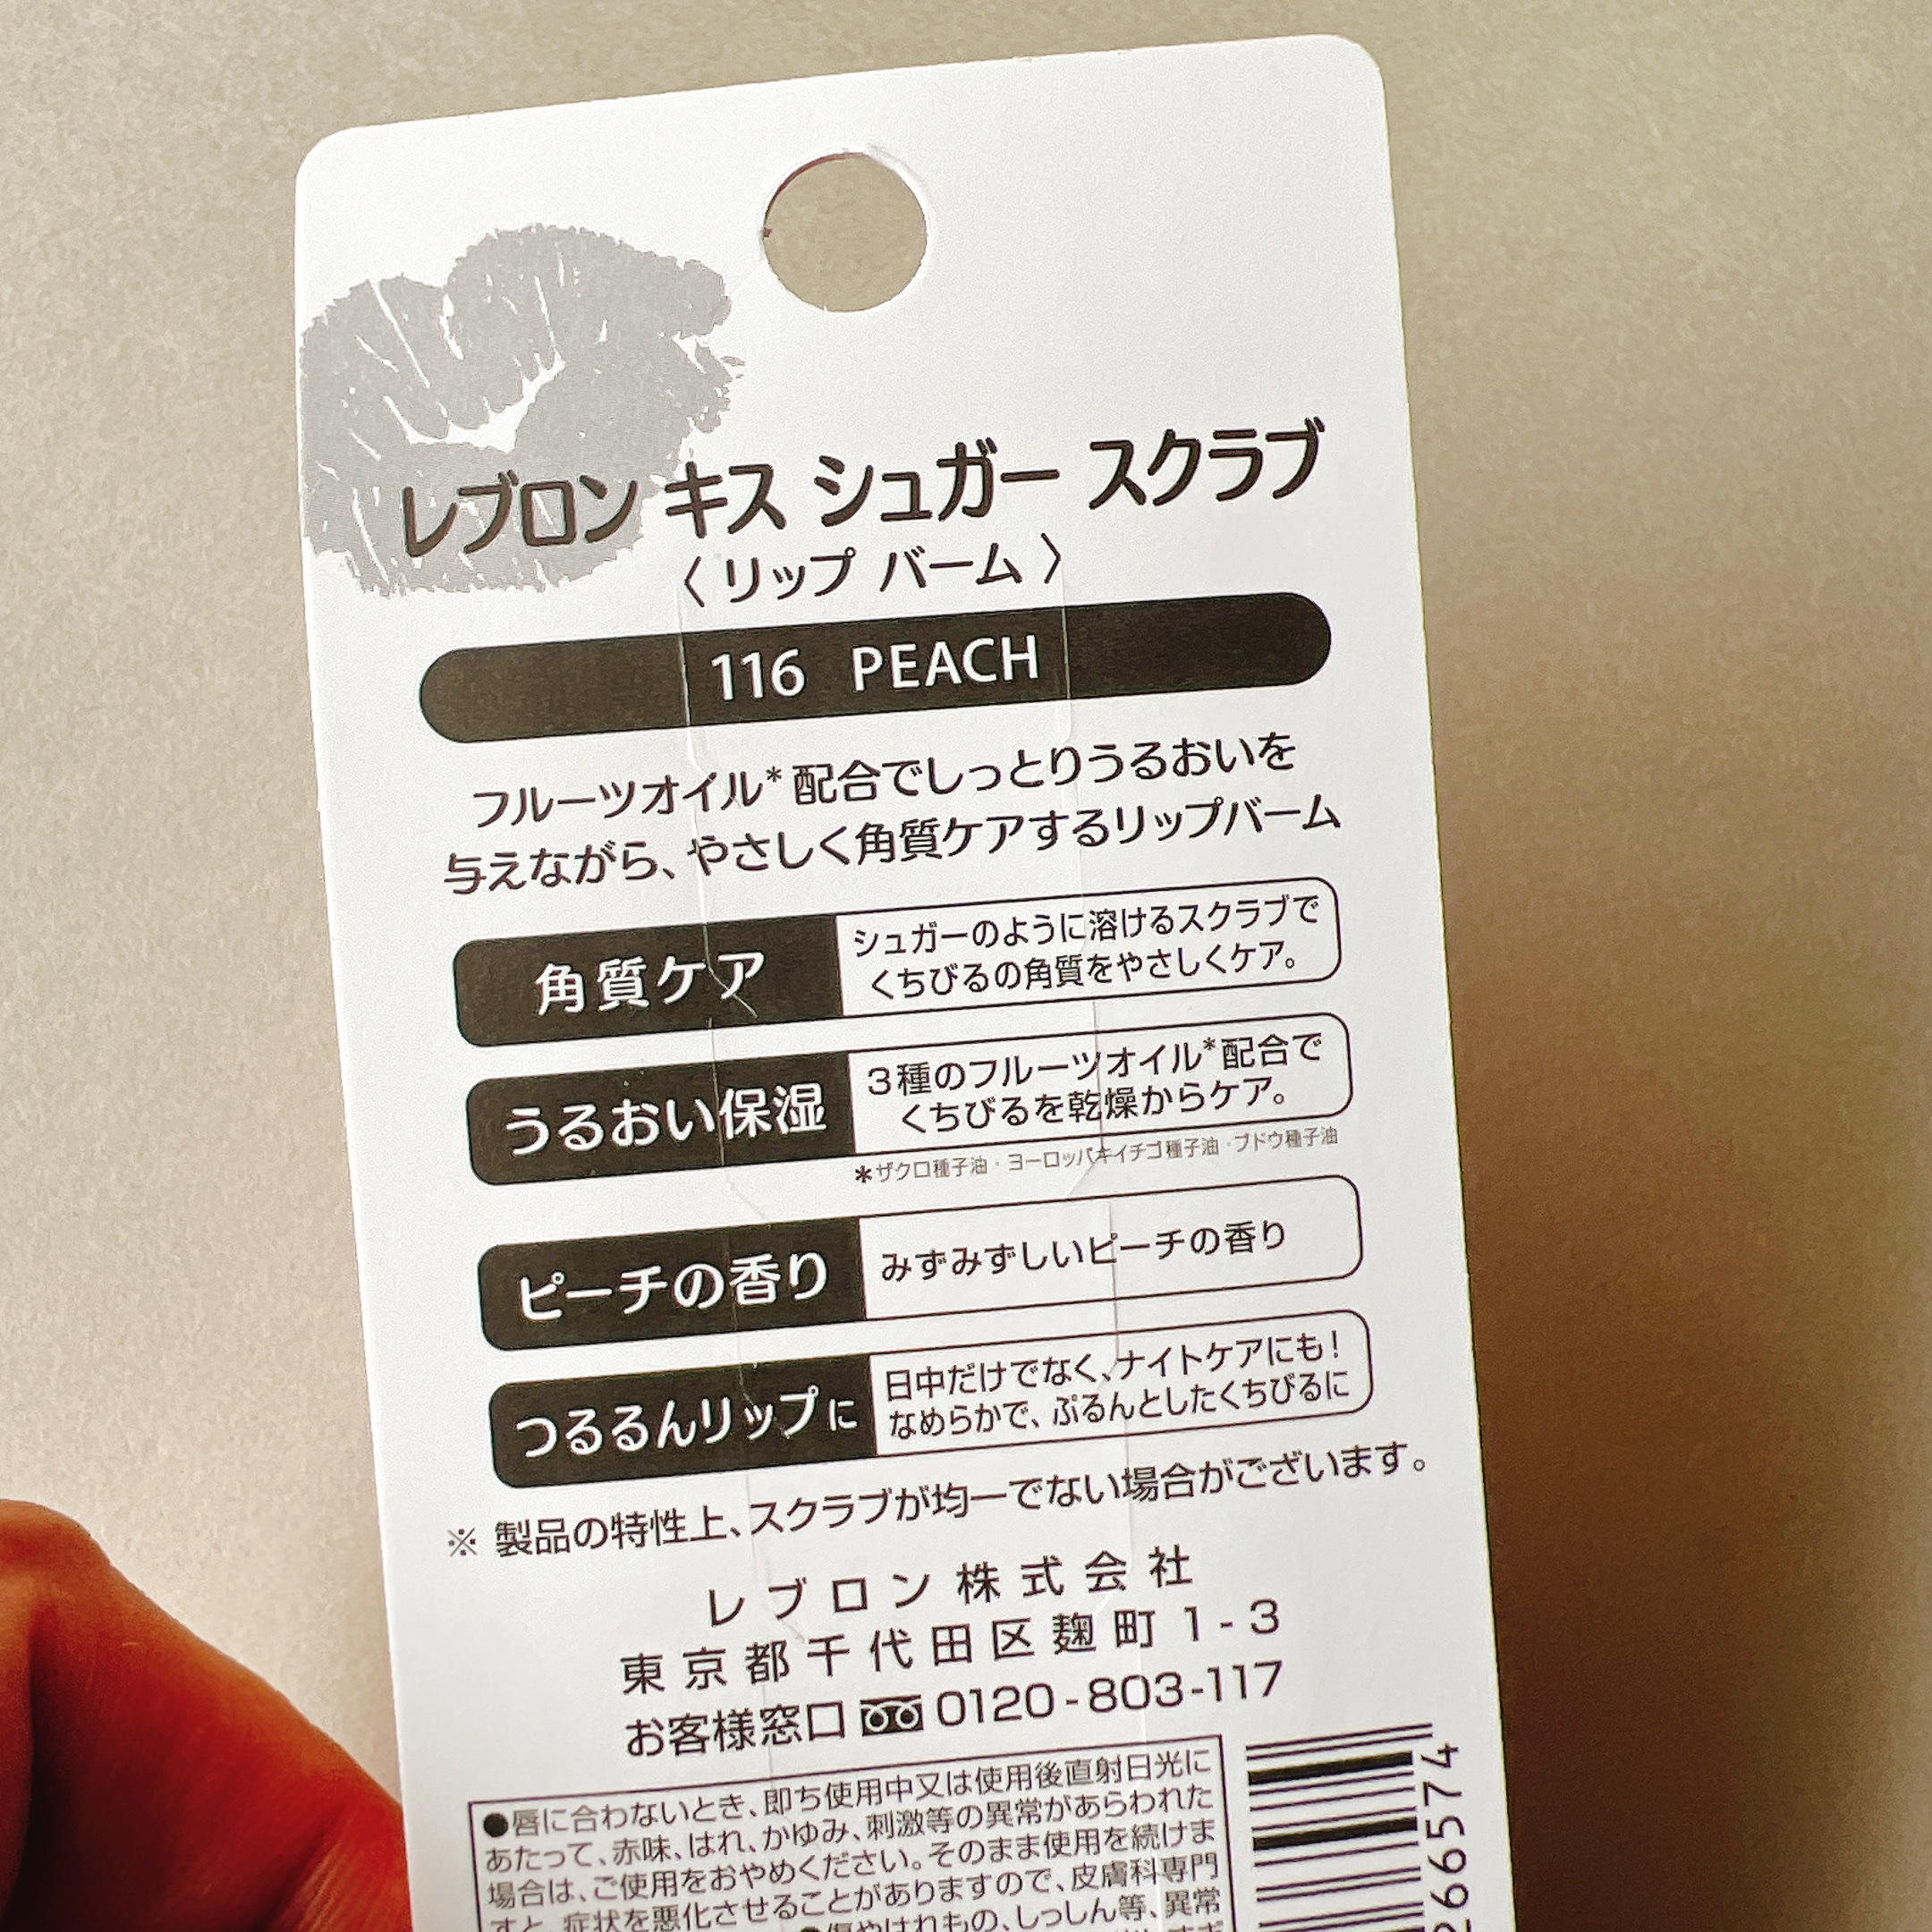 レブロン キス シュガー スクラブ
〈 リップ バーム 〉
116 PEACH
フルーツオイル*配合でしっとりうるおいを
与えながら、やさしく角質ケアするリップバーム
角質ケア
シュガーのように溶けるスクラブで
くちびるの角質をやさしくケア。
うるおい保湿
3種のフルーツオイル*配合で
くちびるを乾燥からケア。
*ザクロ種子油・ヨーロッパキイチゴ種子油・ブドウ種子油
ピーチの香り
みずみずしいピーチの香り
つるるんリップに
日中だけでなく、ナイトケアにも!
なめらかで、ぷるんとしたくちびるに
※ 製品の特性上、スクラブが均一でない場合がございます。
レブロン株式会社
東京都千代田区麹町1-3
お客様窓口 0120-803-117
●唇に合わないとき、即ち使用中又は使用後直射日光に
あたって、赤味、はれ、かゆみ、刺激等の異常があらわれた
場合は、ご使用をおやめください。そのまま使用を続けま
すと、症状を悪化させることがありますので、皮膚科専門
●傷やはれもの、しっしん等、異常
266574